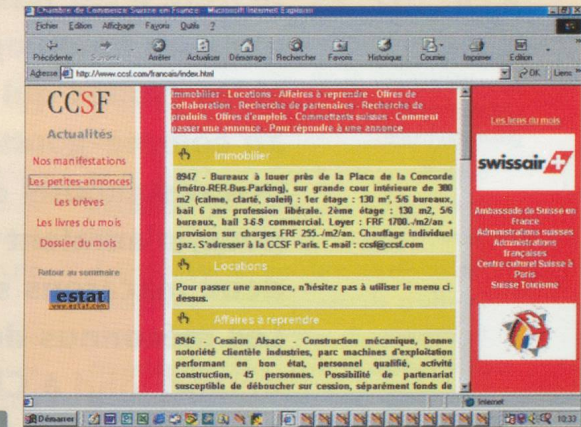 Chambre de Commerce Suisse en France - Microsoft Internet Explorer
Fichier Edition Affichage Favoris Outils ?
Précédente Suivante Arrêter Actualiser Démarrage Rechercher Favoris Historique Courrier Imprimer Edition
Adresse http://www.ccsf.com/francais/index.html OK Liens
CCSF
Actualités
Nos manifestations
Les petites-annonces
Les brèves
Les livres du mois
Dossier du mois
Retour au sommaire
estat
www.estat.com
Immobilier - Locations - Affaires à reprendre - Offres de
collaboration - Recherche de partenaires - Recherche de
produits - Offres d'emplois - Commettants suisses - Comment
passer une annonce - Pour répondre à une annonce
Immobilier
8947 - Bureaux à louer près de la Place de la Concorde
(métro-RER-Bus-Parking), sur grande cour intérieure de 300
m2 (calme, clarté, soleil) : 1er étage : 130 m², 5/6 bureaux,
bail 6 ans profession libérale. 2ème étage : 130 m2, 5/6
bureaux, bail 3-6-9 commercial. Loyer : FRF 1700.-/m2/an +
provision sur charges FRF 255.-/m2/an. Chauffage individuel
gaz. S'adresser à la CCSF Paris. E-mail : ccsf@ccsf.com
Locations
Pour passer une annonce, n'hésitez pas à utiliser le menu ci-
dessus.
Affaires à reprendre
8946 - Cession Alsace - Construction mécanique, bonne
notoriété clientèle industries, parc machines d'exploitation
performant en bon état, personnel qualifié, activité
construction, 45 personnes. Possibilité de partenariat
susceptible de déboucher sur cession, séparément fonds de
Les liens du mois
swissair
Ambassade de Suisse en
France
Administrations suisses
Administrations
françaises
Centre culturel Suisse à
Paris
Suisse Tourisme
Internet
Démarrer 10:33